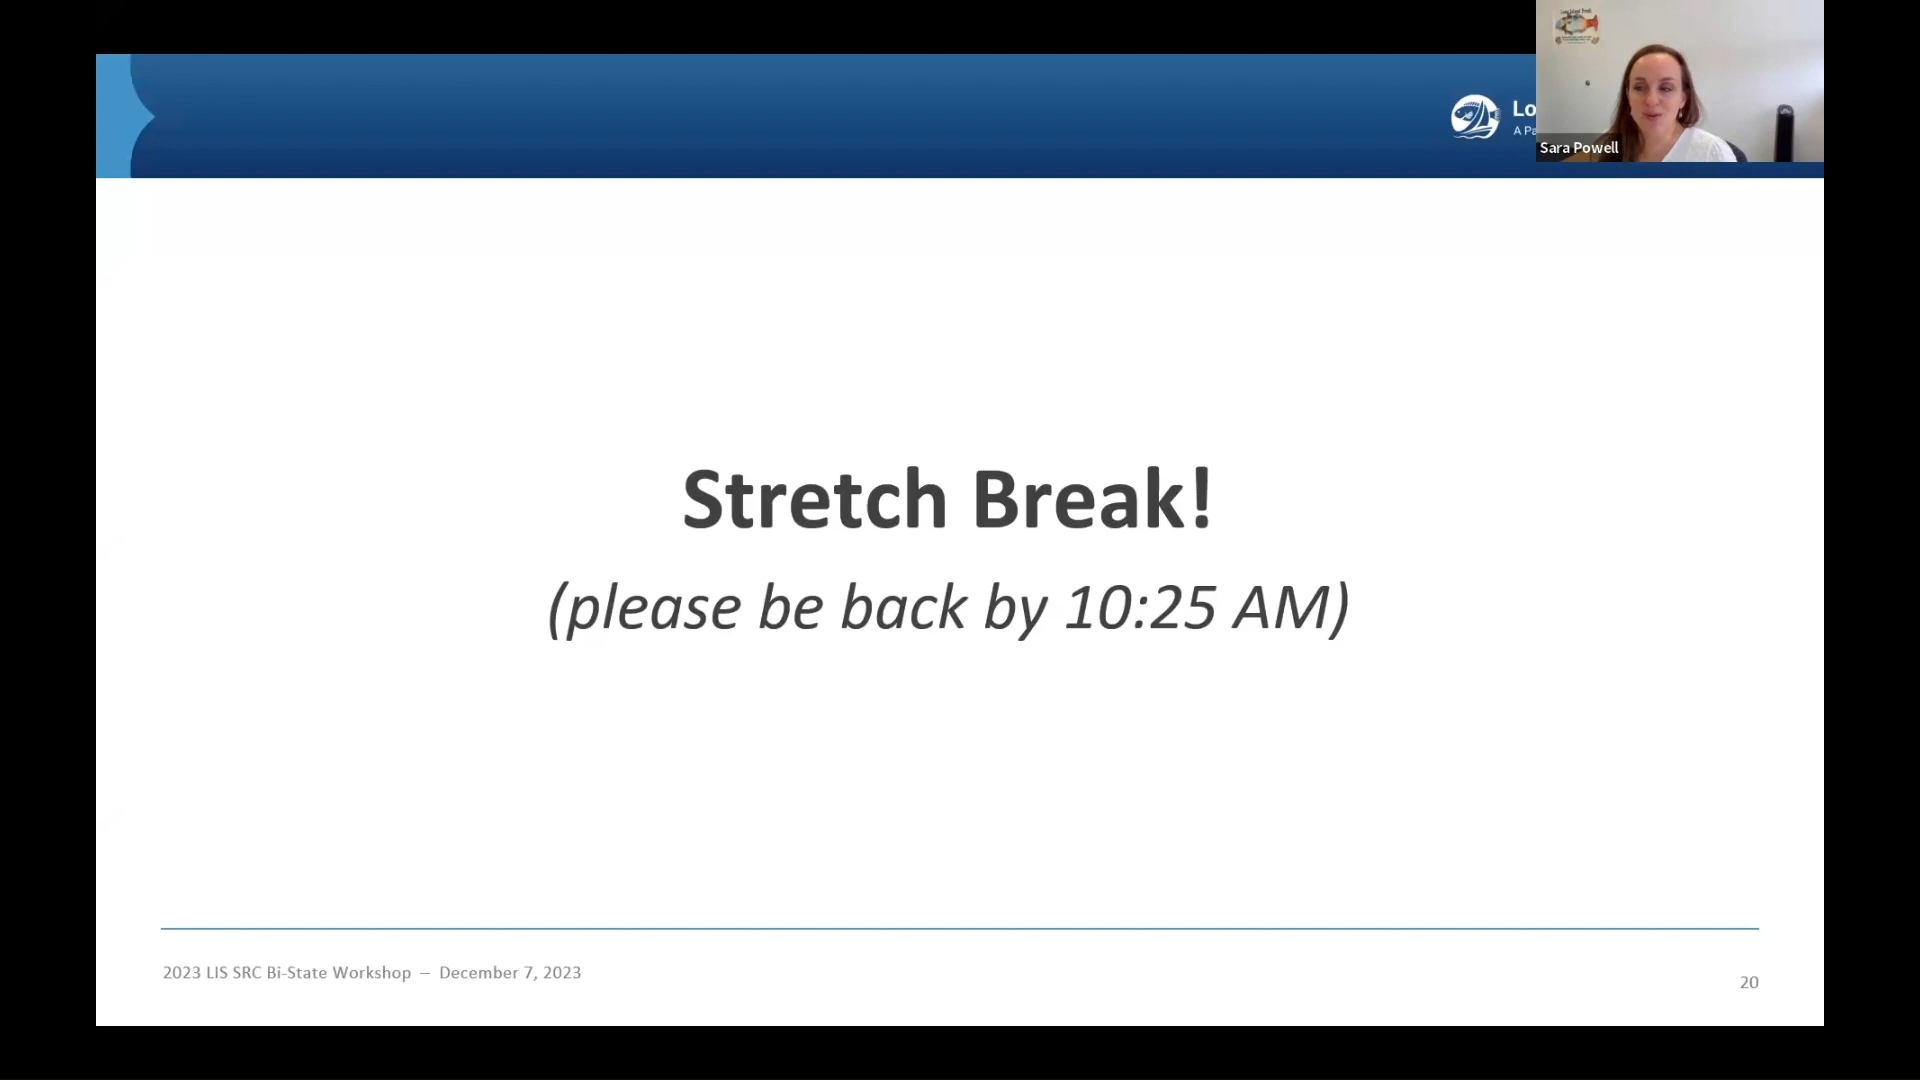 Lo
A Pa
Sara Powell
Stretch Break!
(please be back by 10:25 AM)
2023 LIS SRC Bi-State Workshop – December 7, 2023
20